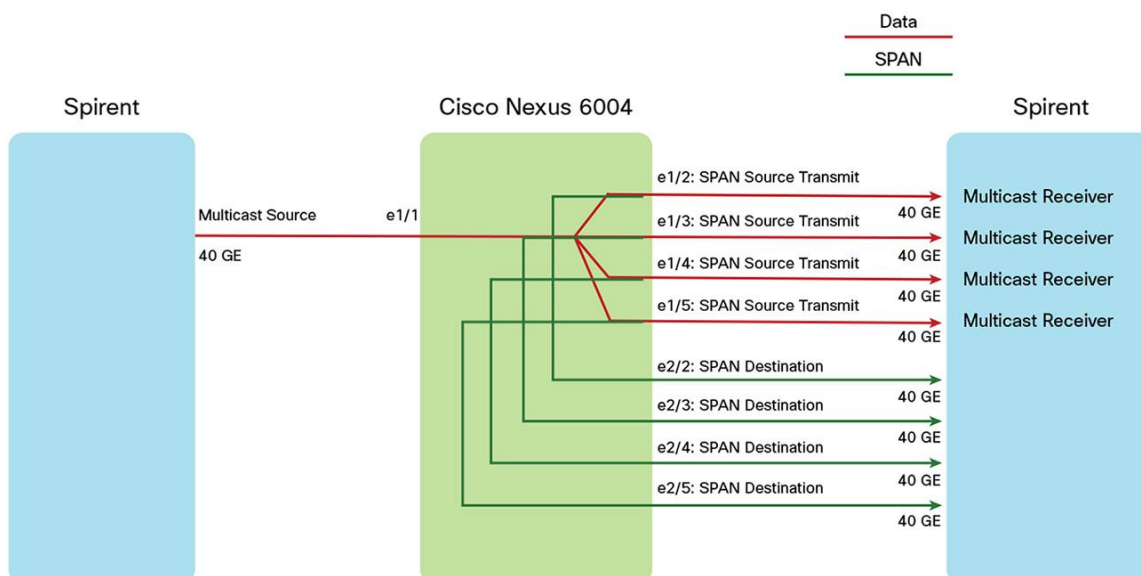 Data
SPAN
Spirent
Cisco Nexus 6004
Spirent
e1/2: SPAN Source Transmit
Multicast Receiver
40 GE
Multicast Source
e1/1
e1/3: SPAN Source Transmit
Multicast Receiver
40 GE
40 GE
e1/4: SPAN Source Transmit
Multicast Receiver
40 GE
e1/5: SPAN Source Transmit
Multicast Receiver
40 GE
e2/2: SPAN Destination
40 GE
e2/3: SPAN Destination
40 GE
e2/4: SPAN Destination
40 GE
e2/5: SPAN Destination
40 GE